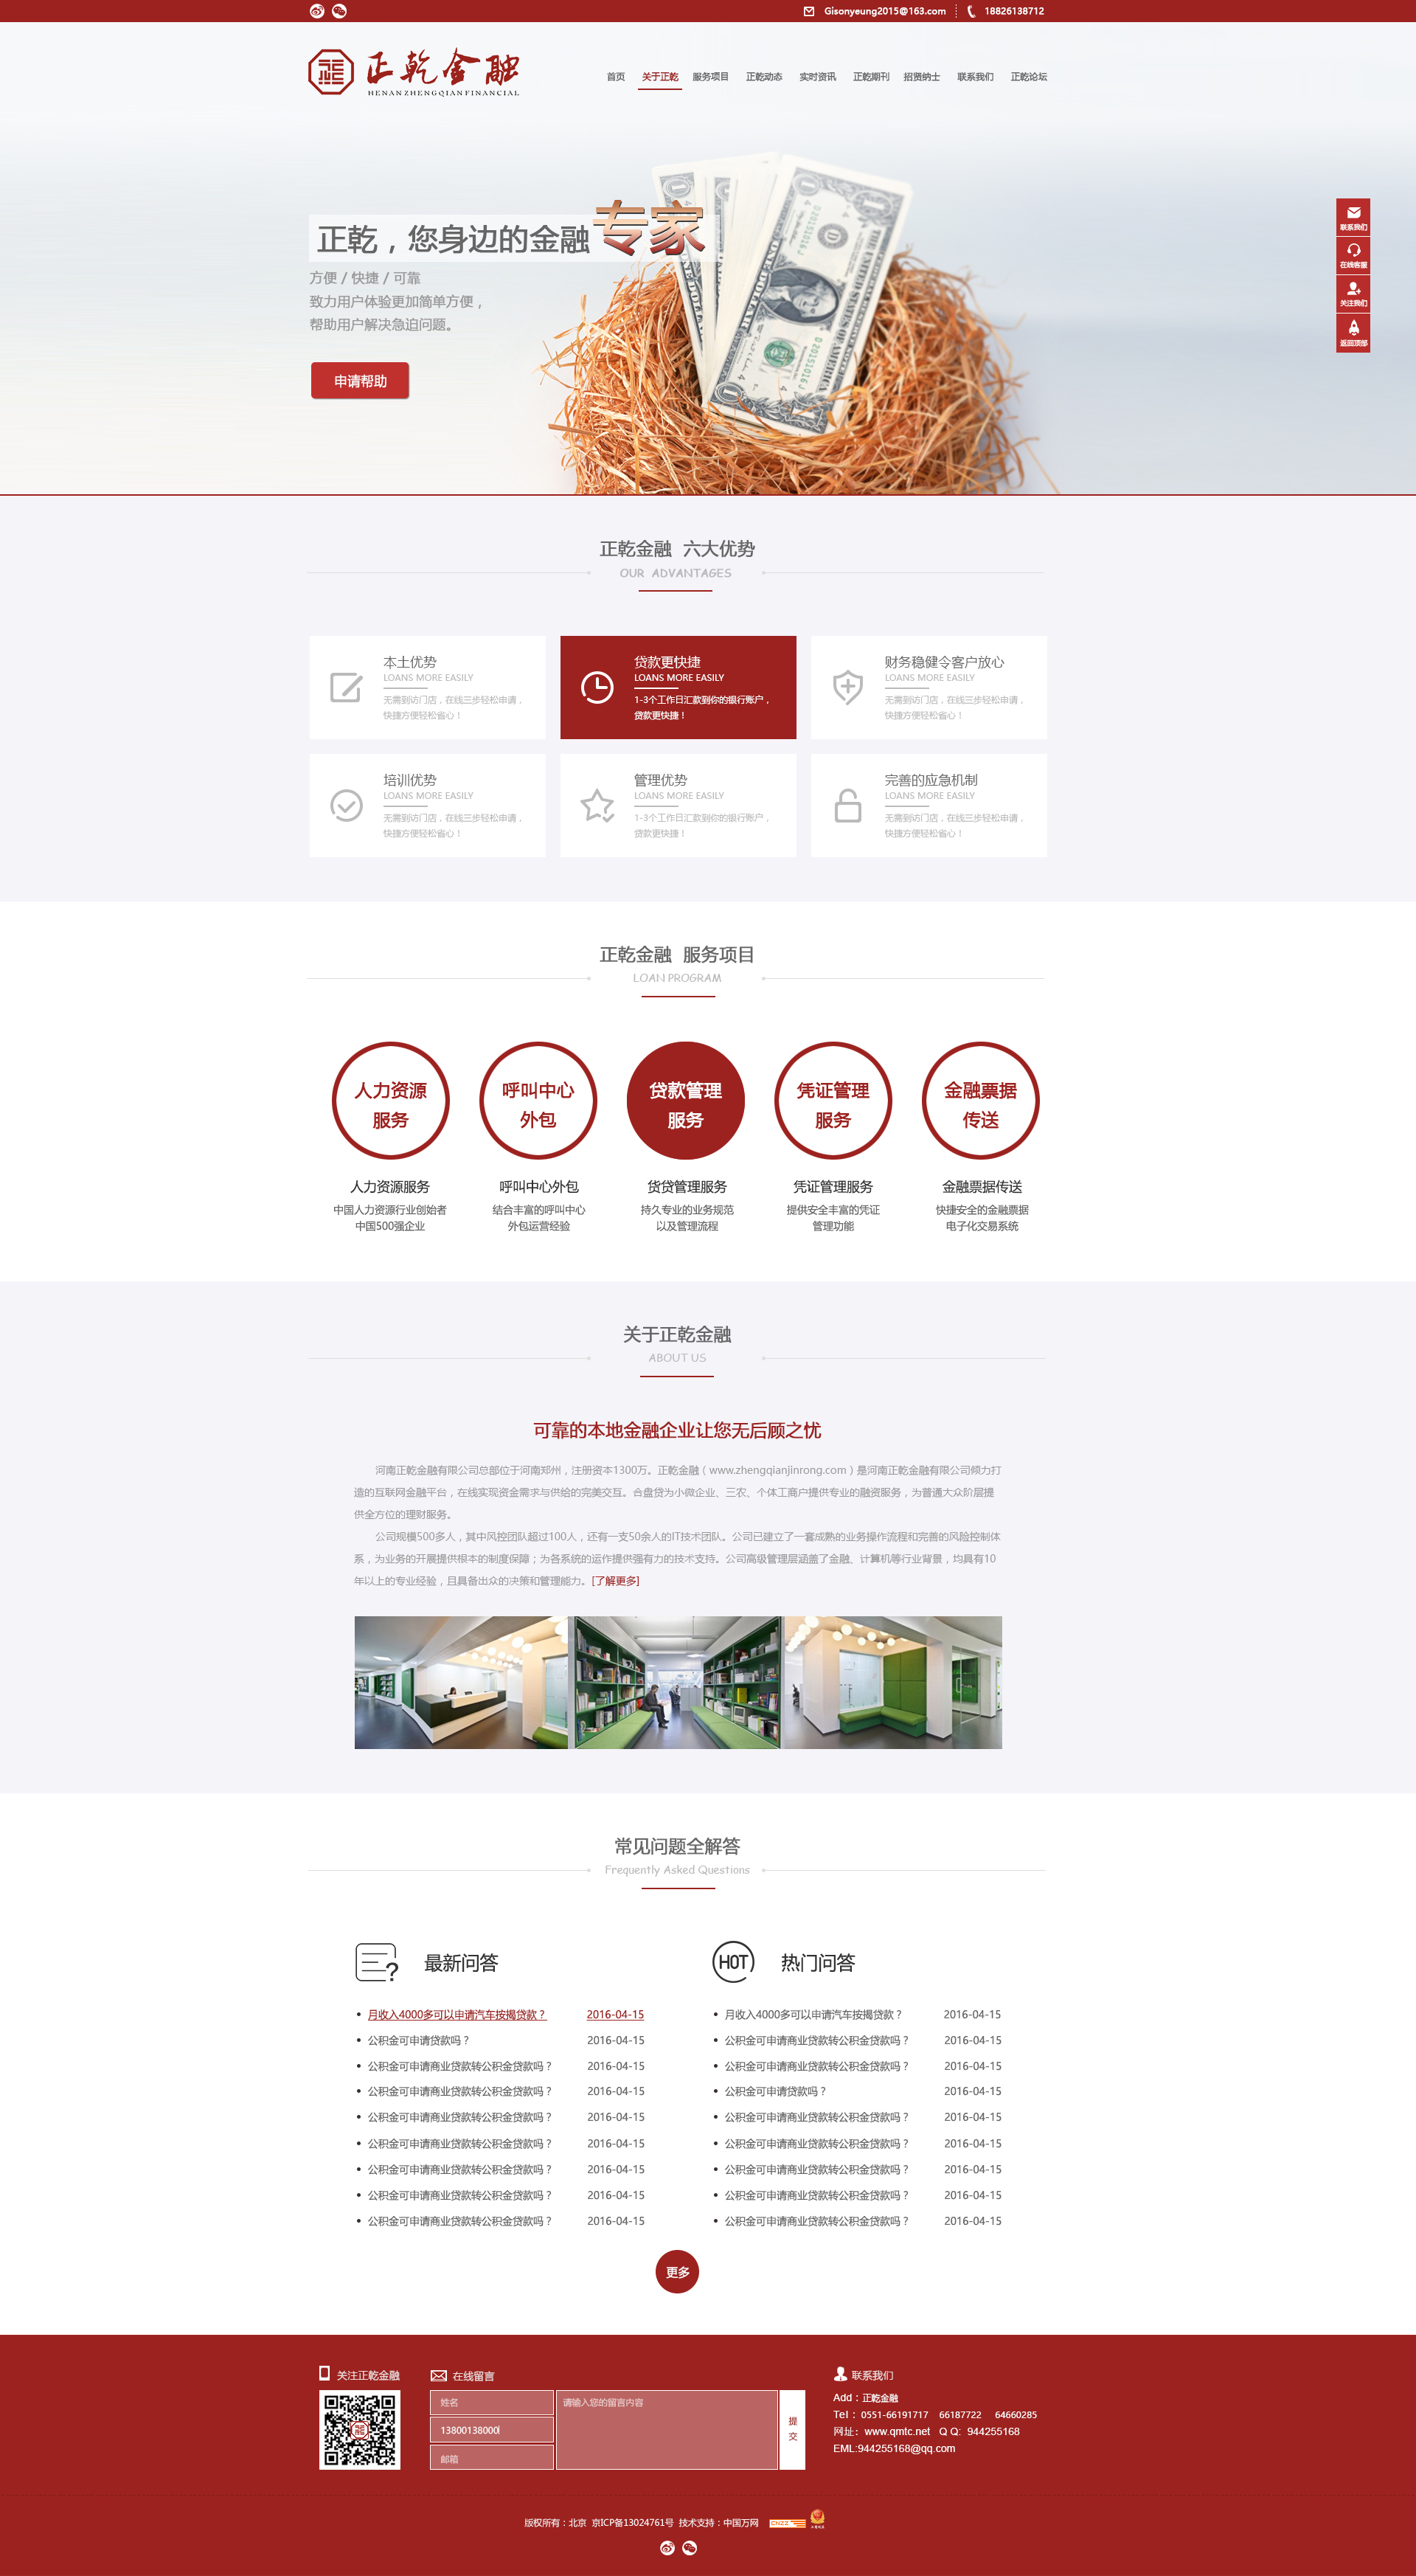 Gisonyeung2015@163.com 18826138712
正乾金融
HENANZHENGQIANFINANCIAL
首页 关于正乾 服务项目 正乾动态 实时资讯 正乾期刊 招贤纳士 联系我们 正乾论坛
正乾，您身边的金融专家
方便 / 快捷 / 可靠
致力用户体验更加简单方便，
帮助用户解决急迫问题。
申请帮助
联系我们
在线客服
关注我们
返回顶部
正乾金融 六大优势
OUR ADVANTAGES
本土优势
LOANS MORE EASILY
无需到访门店，在线三步轻松申请，
快捷方便轻松省心！
贷款更快捷
LOANS MORE EASILY
1-3个工作日汇款到你的银行账户，
贷款更快捷！
财务稳健令客户放心
LOANS MORE EASILY
无需到访门店，在线三步轻松申请，
快捷方便轻松省心！
培训优势
LOANS MORE EASILY
无需到访门店，在线三步轻松申请，
快捷方便轻松省心！
管理优势
LOANS MORE EASILY
1-3个工作日汇款到你的银行账户，
贷款更快捷！
完善的应急机制
LOANS MORE EASILY
无需到访门店，在线三步轻松申请，
快捷方便轻松省心！
正乾金融 服务项目
LOAN PROGRAM
人力资源
服务
呼叫中心
外包
贷款管理
服务
凭证管理
服务
金融票据
传送
人力资源服务
中国人力资源行业创始者
中国500强企业
呼叫中心外包
结合丰富的呼叫中心
外包运营经验
货贷管理服务
持久专业的业务规范
以及管理流程
凭证管理服务
提供安全丰富的凭证
管理功能
金融票据传送
快捷安全的金融票据
电子化交易系统
关于正乾金融
ABOUT US
可靠的本地金融企业让您无后顾之忧
河南正乾金融有限公司总部位于河南郑州，注册资本1300万。正乾金融（www.zhengqianjinrong.com）是河南正乾金融有限公司倾力打
造的互联网金融平台，在线实现资金需求与供给的完美交互。合盘贷为小微企业、三农、个体工商户提供专业的融资服务，为普通大众阶层提
供全方位的理财服务。
公司规模500多人，其中风控团队超过100人，还有一支50余人的IT技术团队。公司已建立了一套成熟的业务操作流程和完善的风险控制体
系，为业务的开展提供根本的制度保障；为各系统的运作提供强有力的技术支持。公司高级管理层涵盖了金融、计算机等行业背景，均具有10
年以上的专业经验，且具备出众的决策和管理能力。[了解更多]
常见问题全解答
Frequently Asked Questions
最新问答
月收入4000多可以申请汽车按揭贷款？ 2016-04-15
公积金可申请贷款吗？ 2016-04-15
公积金可申请商业贷款转公积金贷款吗？ 2016-04-15
公积金可申请商业贷款转公积金贷款吗？ 2016-04-15
公积金可申请商业贷款转公积金贷款吗？ 2016-04-15
公积金可申请商业贷款转公积金贷款吗？ 2016-04-15
公积金可申请商业贷款转公积金贷款吗？ 2016-04-15
公积金可申请商业贷款转公积金贷款吗？ 2016-04-15
公积金可申请商业贷款转公积金贷款吗？ 2016-04-15
HOT 热门问答
月收入4000多可以申请汽车按揭贷款？ 2016-04-15
公积金可申请商业贷款转公积金贷款吗？ 2016-04-15
公积金可申请商业贷款转公积金贷款吗？ 2016-04-15
公积金可申请贷款吗？ 2016-04-15
公积金可申请商业贷款转公积金贷款吗？ 2016-04-15
公积金可申请商业贷款转公积金贷款吗？ 2016-04-15
公积金可申请商业贷款转公积金贷款吗？ 2016-04-15
公积金可申请商业贷款转公积金贷款吗？ 2016-04-15
公积金可申请商业贷款转公积金贷款吗？ 2016-04-15
更多
关注正乾金融
在线留言
姓名
13800138000
邮箱
请输入您的留言内容
提
交
联系我们
Add：正乾金融
Tel：0551-66191717 66187722 64660285
网址：www.qmtc.net Q Q: 944255168
EML:944255168@qq.com
版权所有：北京 京ICP备13024761号 技术支持：中国万网 CNZZ